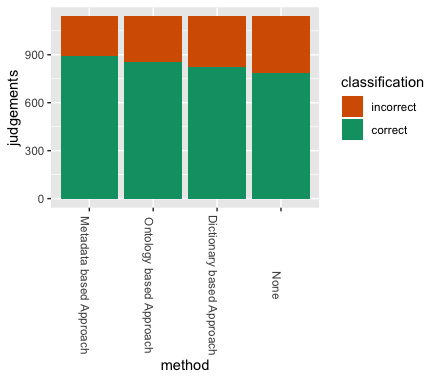 judgements
900
600
300
0
Metadata based Approach
Ontology based Approach
Dictionary based Approach
None
method
classification
incorrect
correct